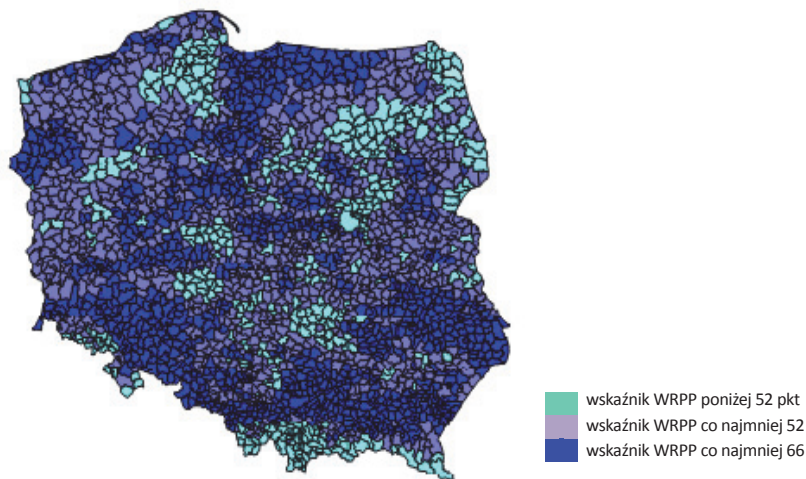 wskaźnik WRPP poniżej 52 pkt
wskaźnik WRPP co najmniej 52
wskaźnik WRPP co najmniej 66